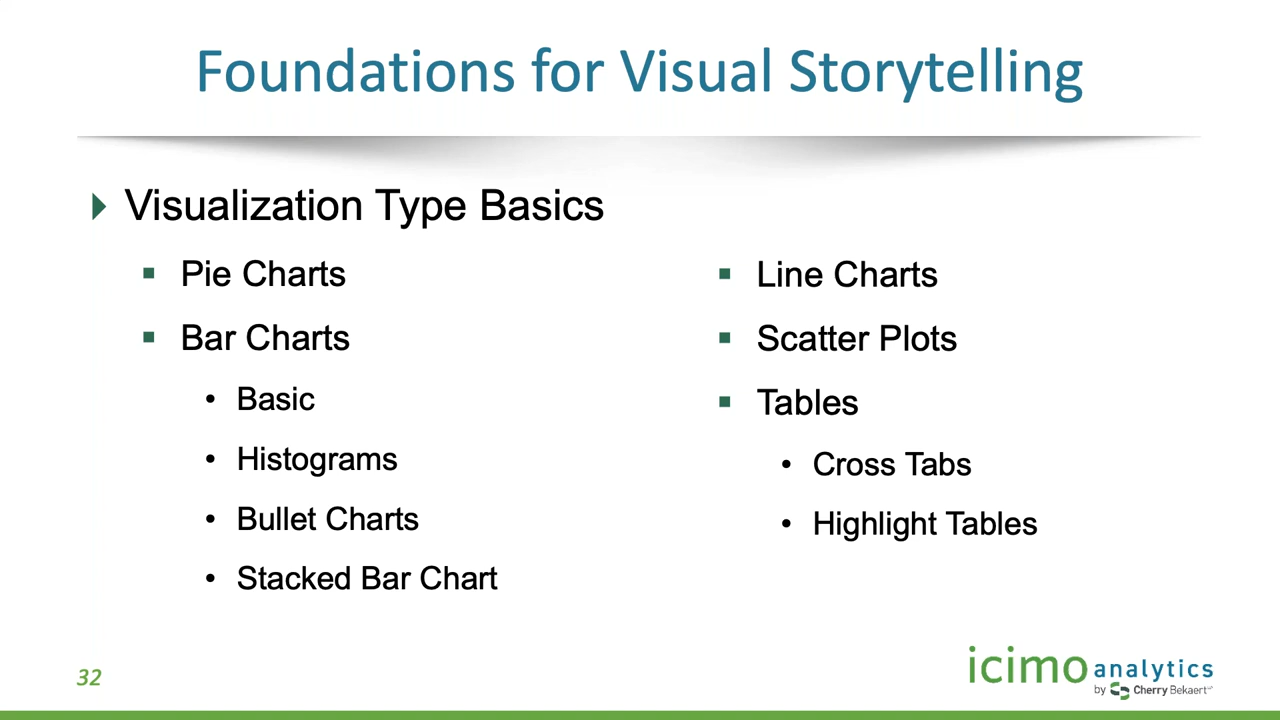 Foundations for Visual Storytelling
Visualization Type Basics
Pie Charts
Bar Charts
Basic
Histograms
Bullet Charts
Stacked Bar Chart
Line Charts
Scatter Plots
Tables
Cross Tabs
Highlight Tables
32
icimo analytics
by Cherry Bekaert